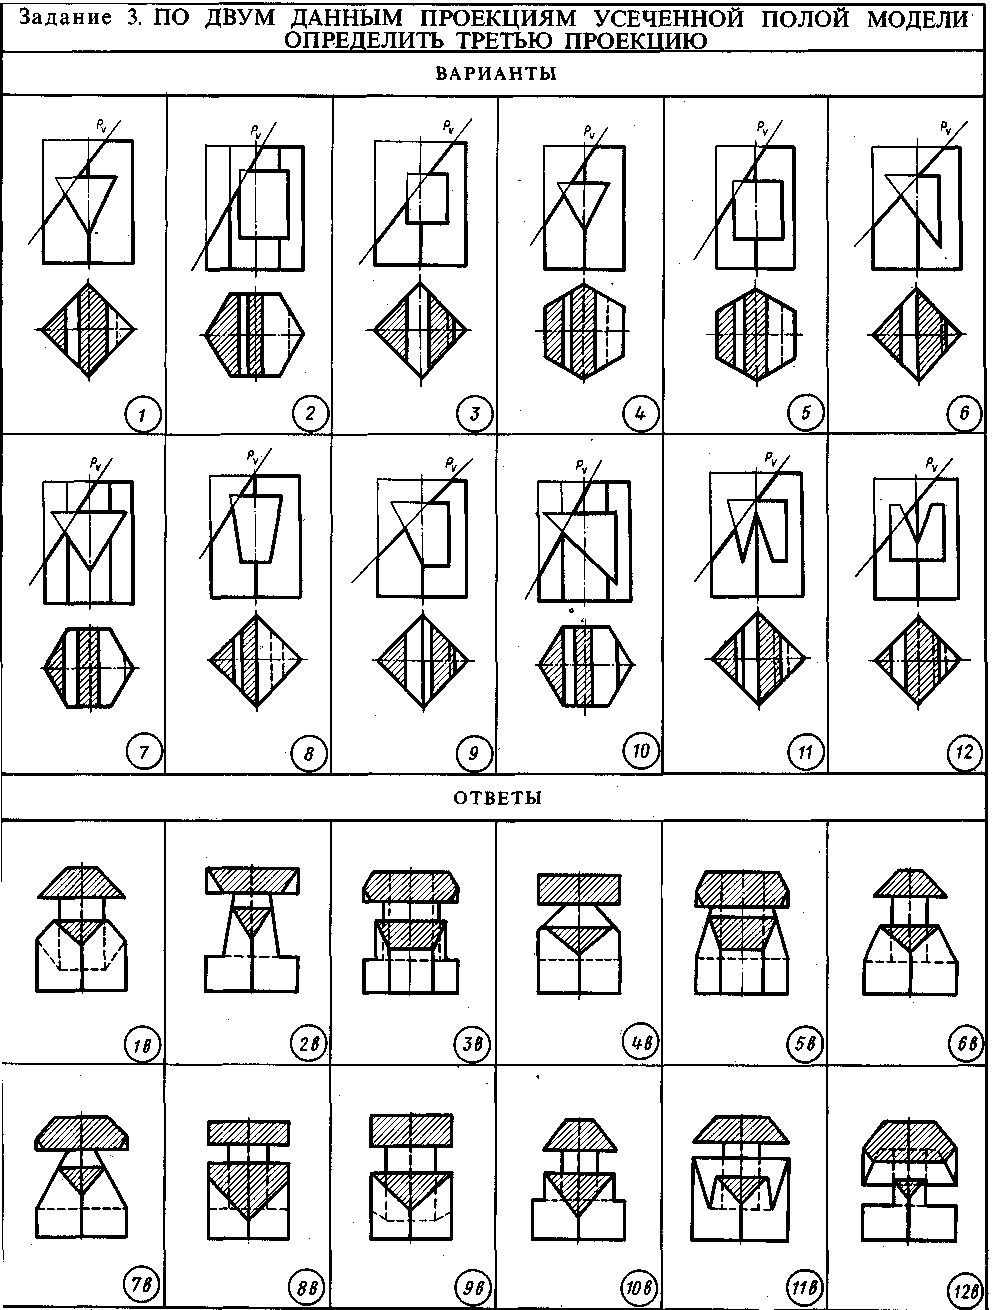 Задание 3. ПО ДВУМ ДАННЫМ ПРОЕКЦИЯМ УСЕЧЕННОЙ ПОЛОЙ МОДЕЛИ
ОПРЕДЕЛИТЬ ТРЕТЬЮ ПРОЕКЦИЮ
ВАРИАНТЫ
Pv Pv Pv Pv Pv Pv
1 2 3 4 5 6
Pv Pv Pv Pv Pv Pv
7 8 9 10 11 12
ОТВЕТЫ
1в 2в 3в 4в 5в 6в
7в 8в 9в 10в 11в 12в